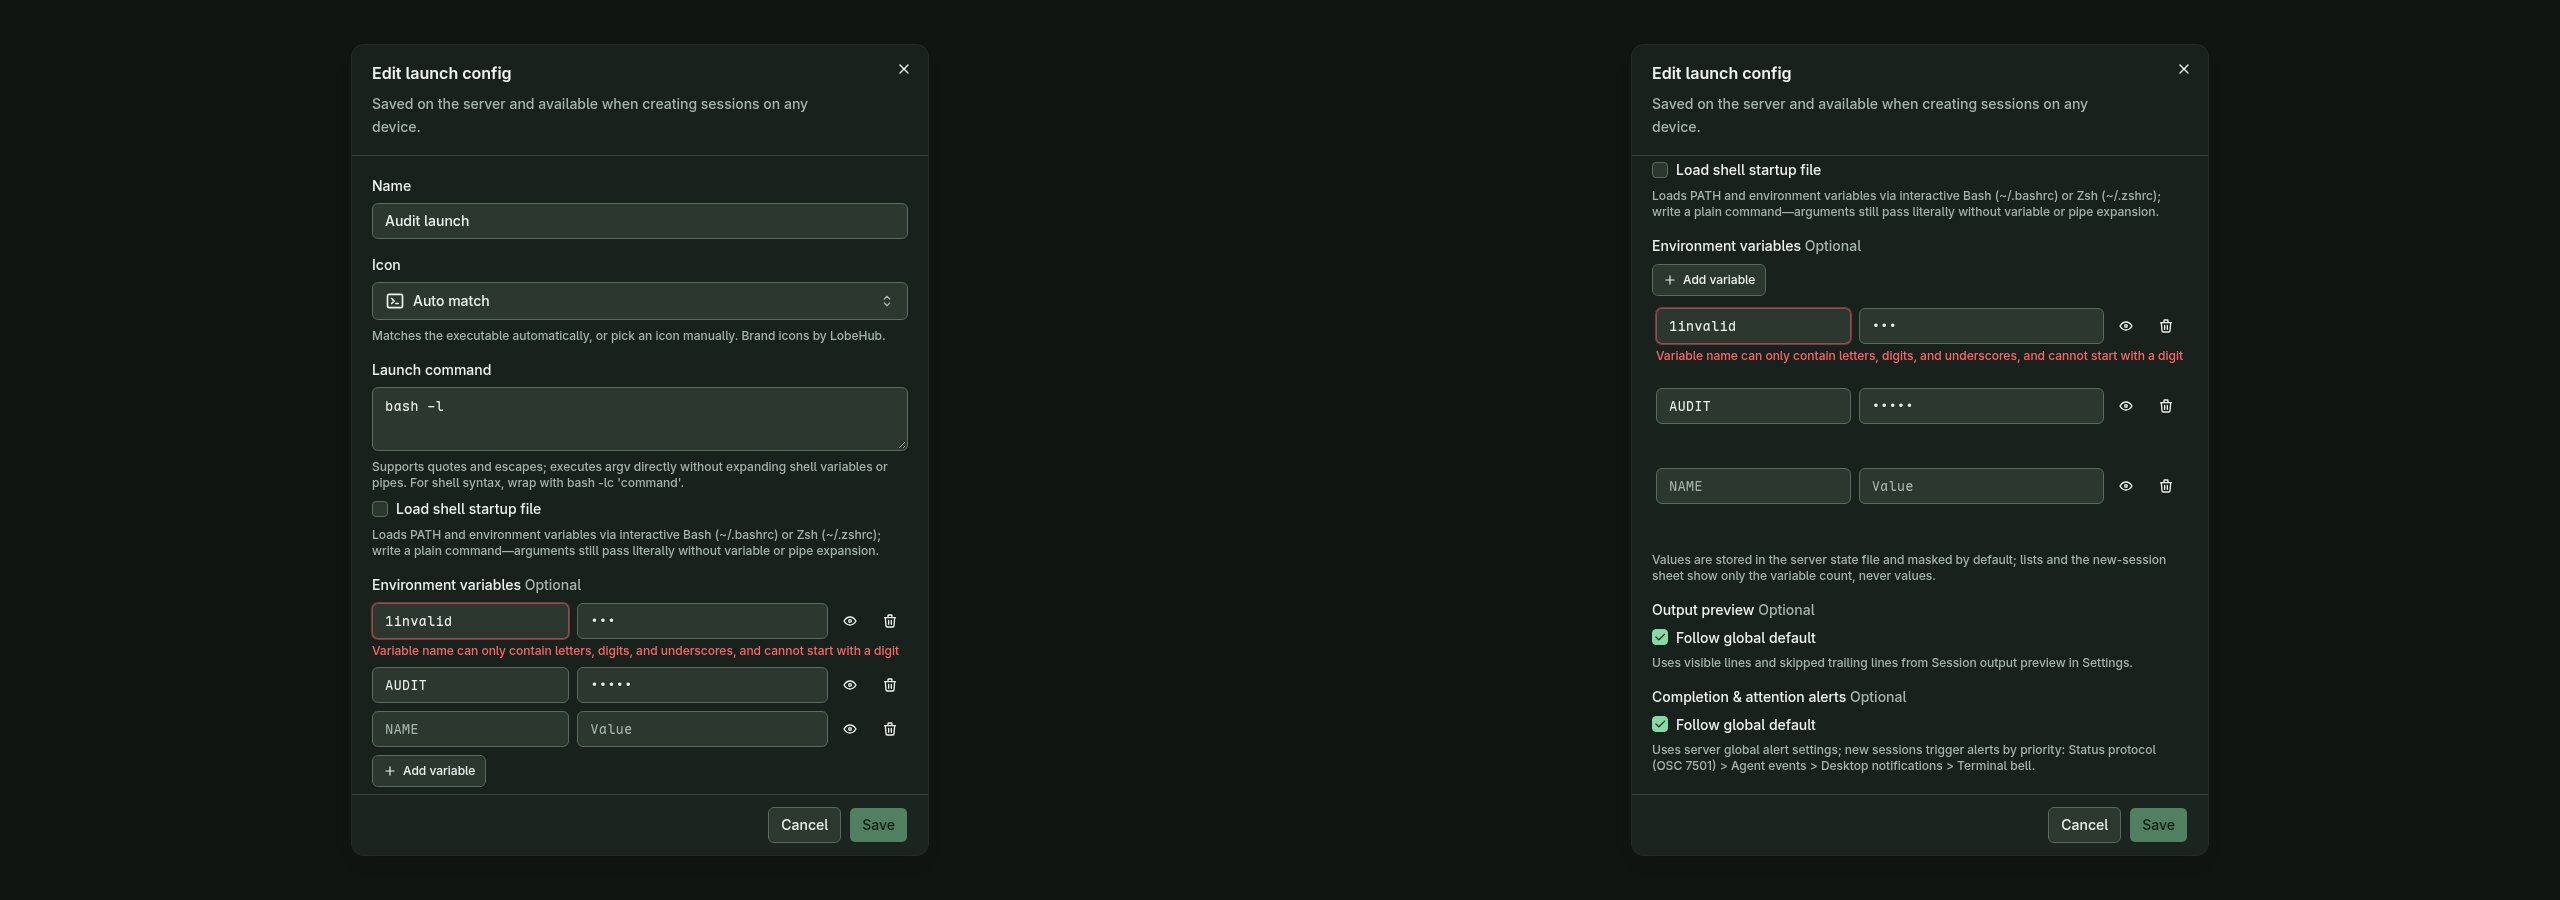 Edit launch config
Saved on the server and available when creating sessions on any
device.
Name
Audit launch
Icon
Auto match
Matches the executable automatically, or pick an icon manually. Brand icons by LobeHub.
Launch command
bash -l
Supports quotes and escapes; executes argv directly without expanding shell variables or
pipes. For shell syntax, wrap with bash -lc 'command'.
Load shell startup file
Loads PATH and environment variables via interactive Bash (~/.bashrc) or Zsh (~/.zshrc);
write a plain command—arguments still pass literally without variable or pipe expansion.
Environment variables Optional
1invalid •••
Variable name can only contain letters, digits, and underscores, and cannot start with a digit
AUDIT •••••
NAME Value
+ Add variable
Cancel Save
Edit launch config
Saved on the server and available when creating sessions on any
device.
Load shell startup file
Loads PATH and environment variables via interactive Bash (~/.bashrc) or Zsh (~/.zshrc);
write a plain command—arguments still pass literally without variable or pipe expansion.
Environment variables Optional
+ Add variable
1invalid •••
Variable name can only contain letters, digits, and underscores, and cannot start with a digit
AUDIT •••••
NAME Value
Values are stored in the server state file and masked by default; lists and the new-session
sheet show only the variable count, never values.
Output preview Optional
Follow global default
Uses visible lines and skipped trailing lines from Session output preview in Settings.
Completion & attention alerts Optional
Follow global default
Uses server global alert settings; new sessions trigger alerts by priority: Status protocol
(OSC 7501) > Agent events > Desktop notifications > Terminal bell.
Cancel Save